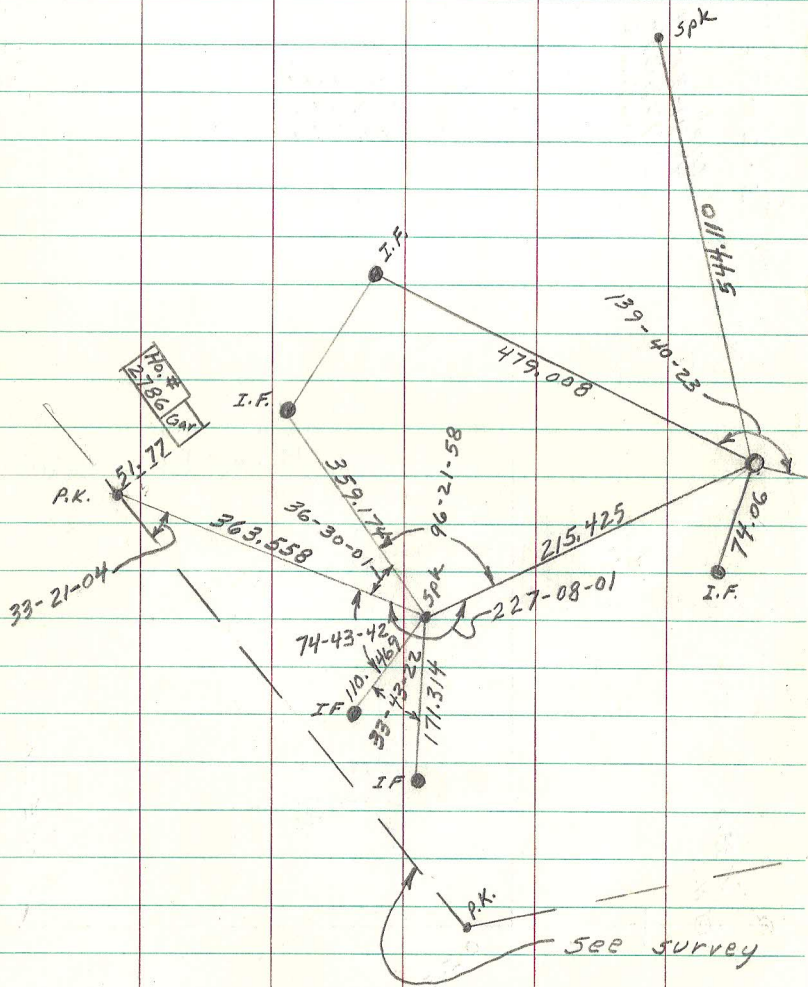 Spk
544.110
I.F.
139-40-23
479.008
Ho. #
2786
Gar
I.F.
51.77
P.K.
359.174
96-21-58
36-30-01
363.558
215.425
74.06
33-21-04
Spk
227-08-01
I.F.
74-43-42
110.1469
33-43-22
171.314
IF
IF
P.K.
See survey